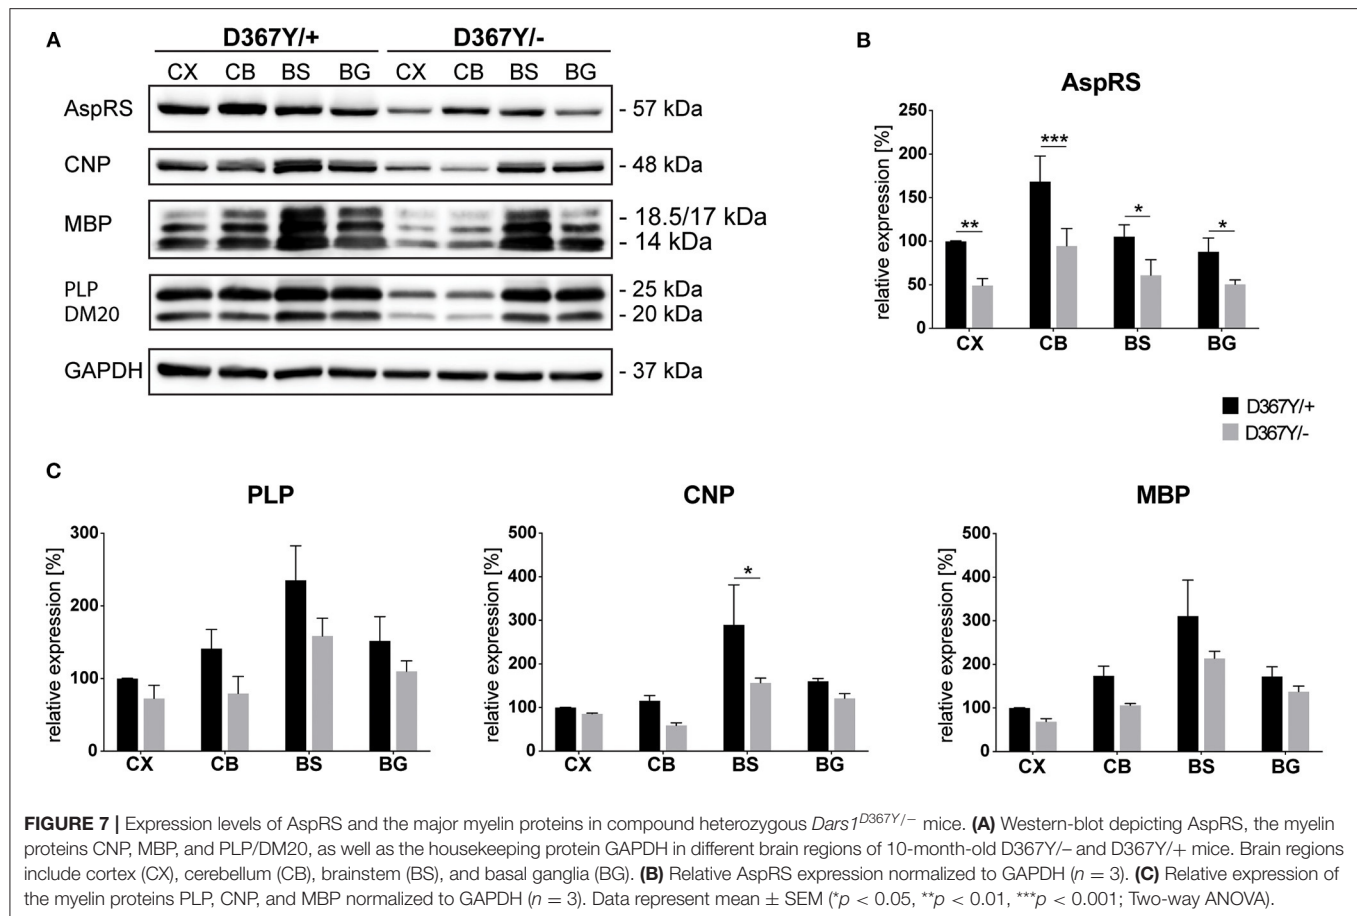 A
D367Y/+ D367Y/-
CX CB BS BG CX CB BS BG
AspRS - 57 kDa
CNP - 48 kDa
MBP - 18.5/17 kDa
- 14 kDa
PLP - 25 kDa
DM20 - 20 kDa
GAPDH - 37 kDa
B
AspRS
relative expression [%]
250
200
150
100
50
0
** *** * *
CX CB BS BG
D367Y/+
D367Y/-
C
PLP
relative expression [%]
300
200
100
0
CX CB BS BG
CNP
relative expression [%]
500
400
300
200
100
0
*
CX CB BS BG
MBP
relative expression [%]
500
400
300
200
100
0
CX CB BS BG
FIGURE 7 | Expression levels of AspRS and the major myelin proteins in compound heterozygous Dars1D367Y/− mice. (A) Western-blot depicting AspRS, the myelin
proteins CNP, MBP, and PLP/DM20, as well as the housekeeping protein GAPDH in different brain regions of 10-month-old D367Y/– and D367Y/+ mice. Brain regions
include cortex (CX), cerebellum (CB), brainstem (BS), and basal ganglia (BG). (B) Relative AspRS expression normalized to GAPDH (n = 3). (C) Relative expression of
the myelin proteins PLP, CNP, and MBP normalized to GAPDH (n = 3). Data represent mean ± SEM (*p < 0.05, **p < 0.01, ***p < 0.001; Two-way ANOVA).